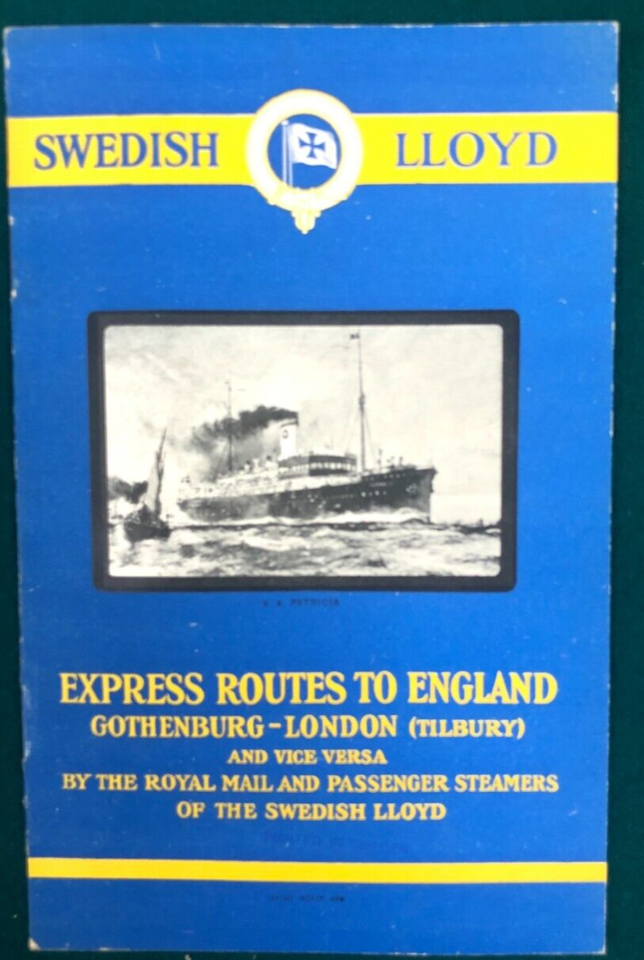 SWEDISH LLOYD
S. S. PATRICIA
EXPRESS ROUTES TO ENGLAND
GOTHENBURG-LONDON (TILBURY)
AND VICE VERSA
BY THE ROYAL MAIL AND PASSENGER STEAMERS
OF THE SWEDISH LLOYD